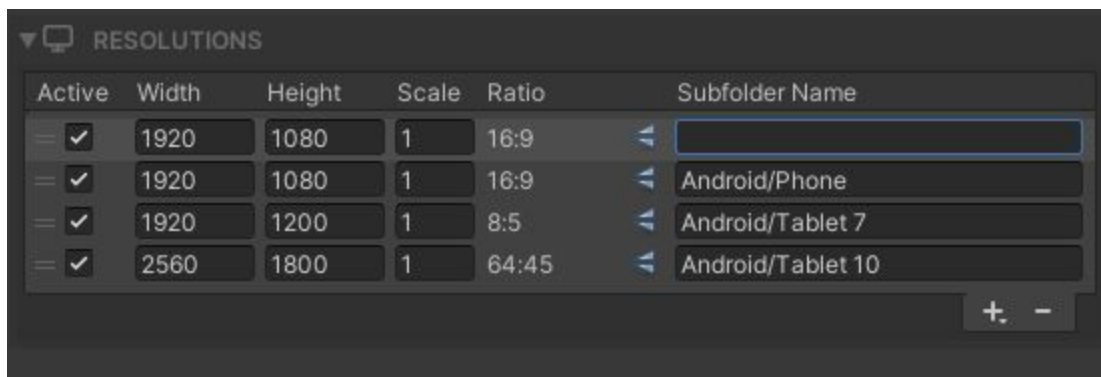 RESOLUTIONS
Active Width Height Scale Ratio Subfolder Name
1920 1080 1 16:9
1920 1080 1 16:9 Android/Phone
1920 1200 1 8:5 Android/Tablet 7
2560 1800 1 64:45 Android/Tablet 10